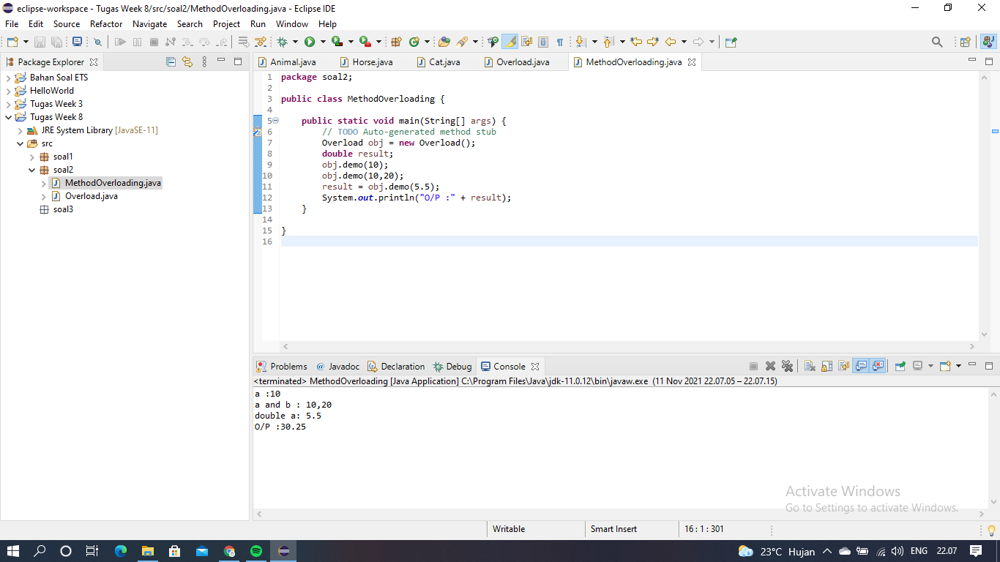 eclipse-workspace - Tugas Week 8/src/soal2/MethodOverloading.java - Eclipse IDE
File Edit Source Refactor Navigate Search Project Run Window Help
Package Explorer
Bahan Soal ETS
HelloWorld
Tugas Week 3
Tugas Week 8
JRE System Library [JavaSE-11]
src
soal1
soal2
MethodOverloading.java
Overload.java
soal3
Animal.java Horse.java Cat.java Overload.java MethodOverloading.java
1 package soal2;
2
3 public class MethodOverloading {
4
5 public static void main(String[] args) {
6 // TODO Auto-generated method stub
7 Overload obj = new Overload();
8 double result;
9 obj.demo(10);
10 obj.demo(10,20);
11 result = obj.demo(5.5);
12 System.out.println("O/P :" + result);
13 }
14
15 }
16
Problems @ Javadoc Declaration Debug Console
<terminated> MethodOverloading [Java Application] C:\Program Files\Java\jdk-11.0.12\bin\javaw.exe (11 Nov 2021 22.07.05 – 22.07.15)
a :10
a and b : 10,20
double a: 5.5
O/P :30.25
Activate Windows
Go to Settings to activate Windows.
Writable Smart Insert 16 : 1 : 301
23°C Hujan ENG 22.07